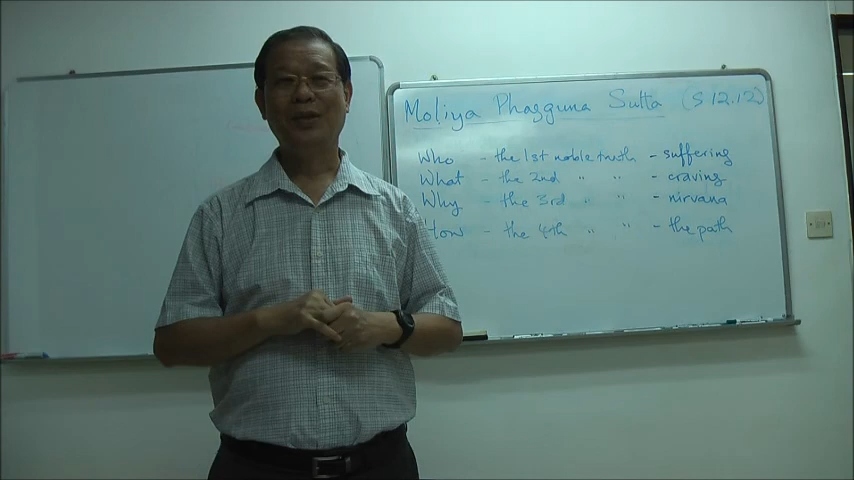 Moliya Phagguna Sutta (S 12.12)
Who - the 1st noble truth - suffering
What - the 2nd " " - craving
Why - the 3rd " " - nirvana
How - the 4th " " - the path